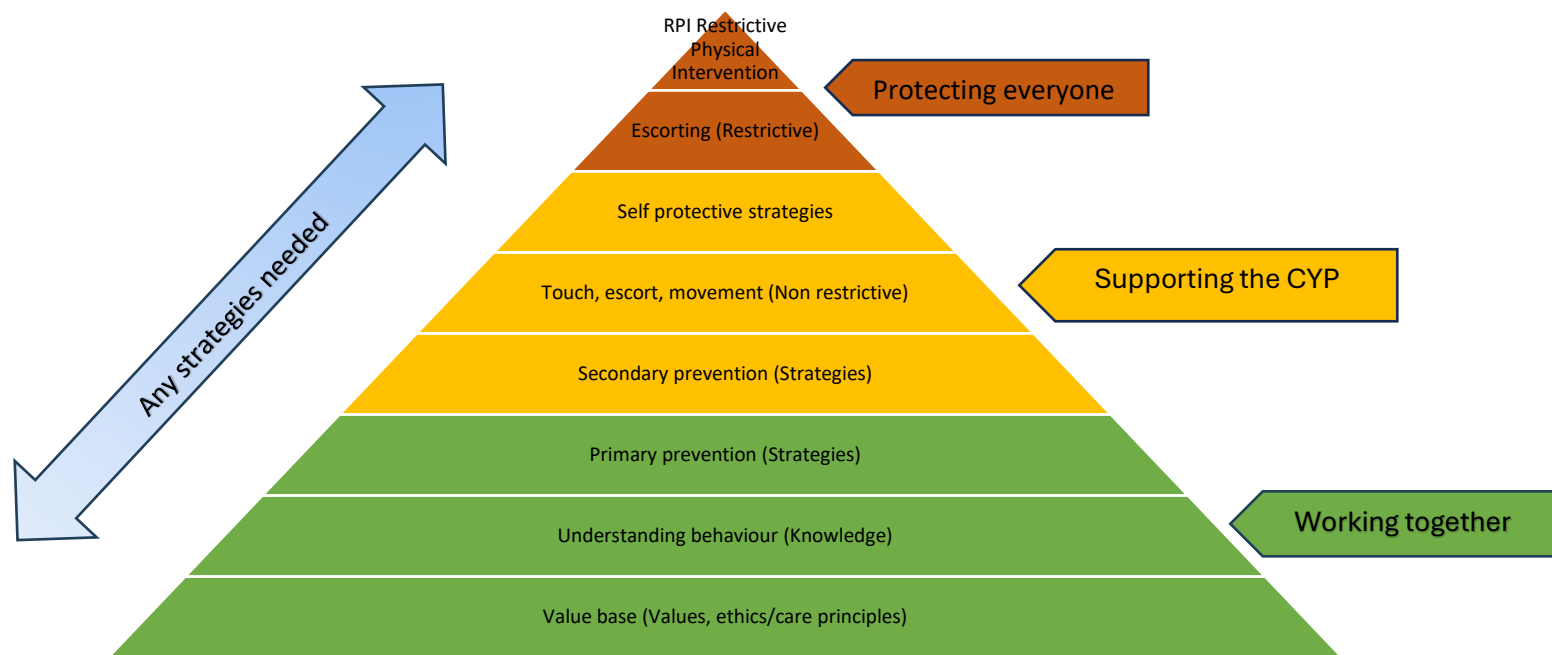 RPI Restrictive
Physical
Intervention
Protecting everyone
Escorting (Restrictive)
Self protective strategies
Any strategies needed
Touch, escort, movement (Non restrictive)
Supporting the CYP
Secondary prevention (Strategies)
Primary prevention (Strategies)
Understanding behaviour (Knowledge)
Working together
Value base (Values, ethics/care principles)